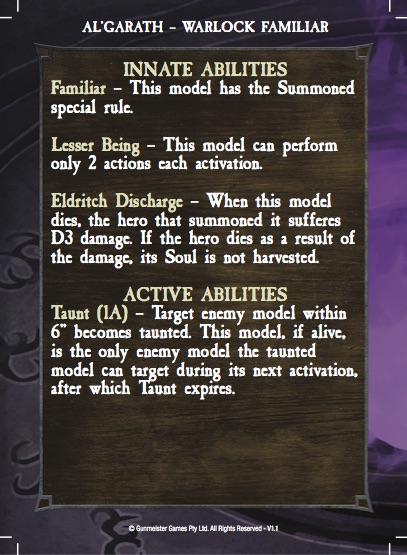 AL'GARATH – WARLOCK FAMILIAR
INNATE ABILITIES
Familiar – This model has the Summoned
special rule.
Lesser Being – This model can perform
only 2 actions each activation.
Eldritch Discharge – When this model
dies, the hero that summoned it sufferes
D3 damage. If the hero dies as a result of
the damage, its Soul is not harvested.
ACTIVE ABILITIES
Taunt (1A) – Target enemy model within
6” becomes taunted. This model, if alive,
is the only enemy model the taunted
model can target during its next activation,
after which Taunt expires.
© Gunmeister Games Pty Ltd. All Rights Reserved - V1.1